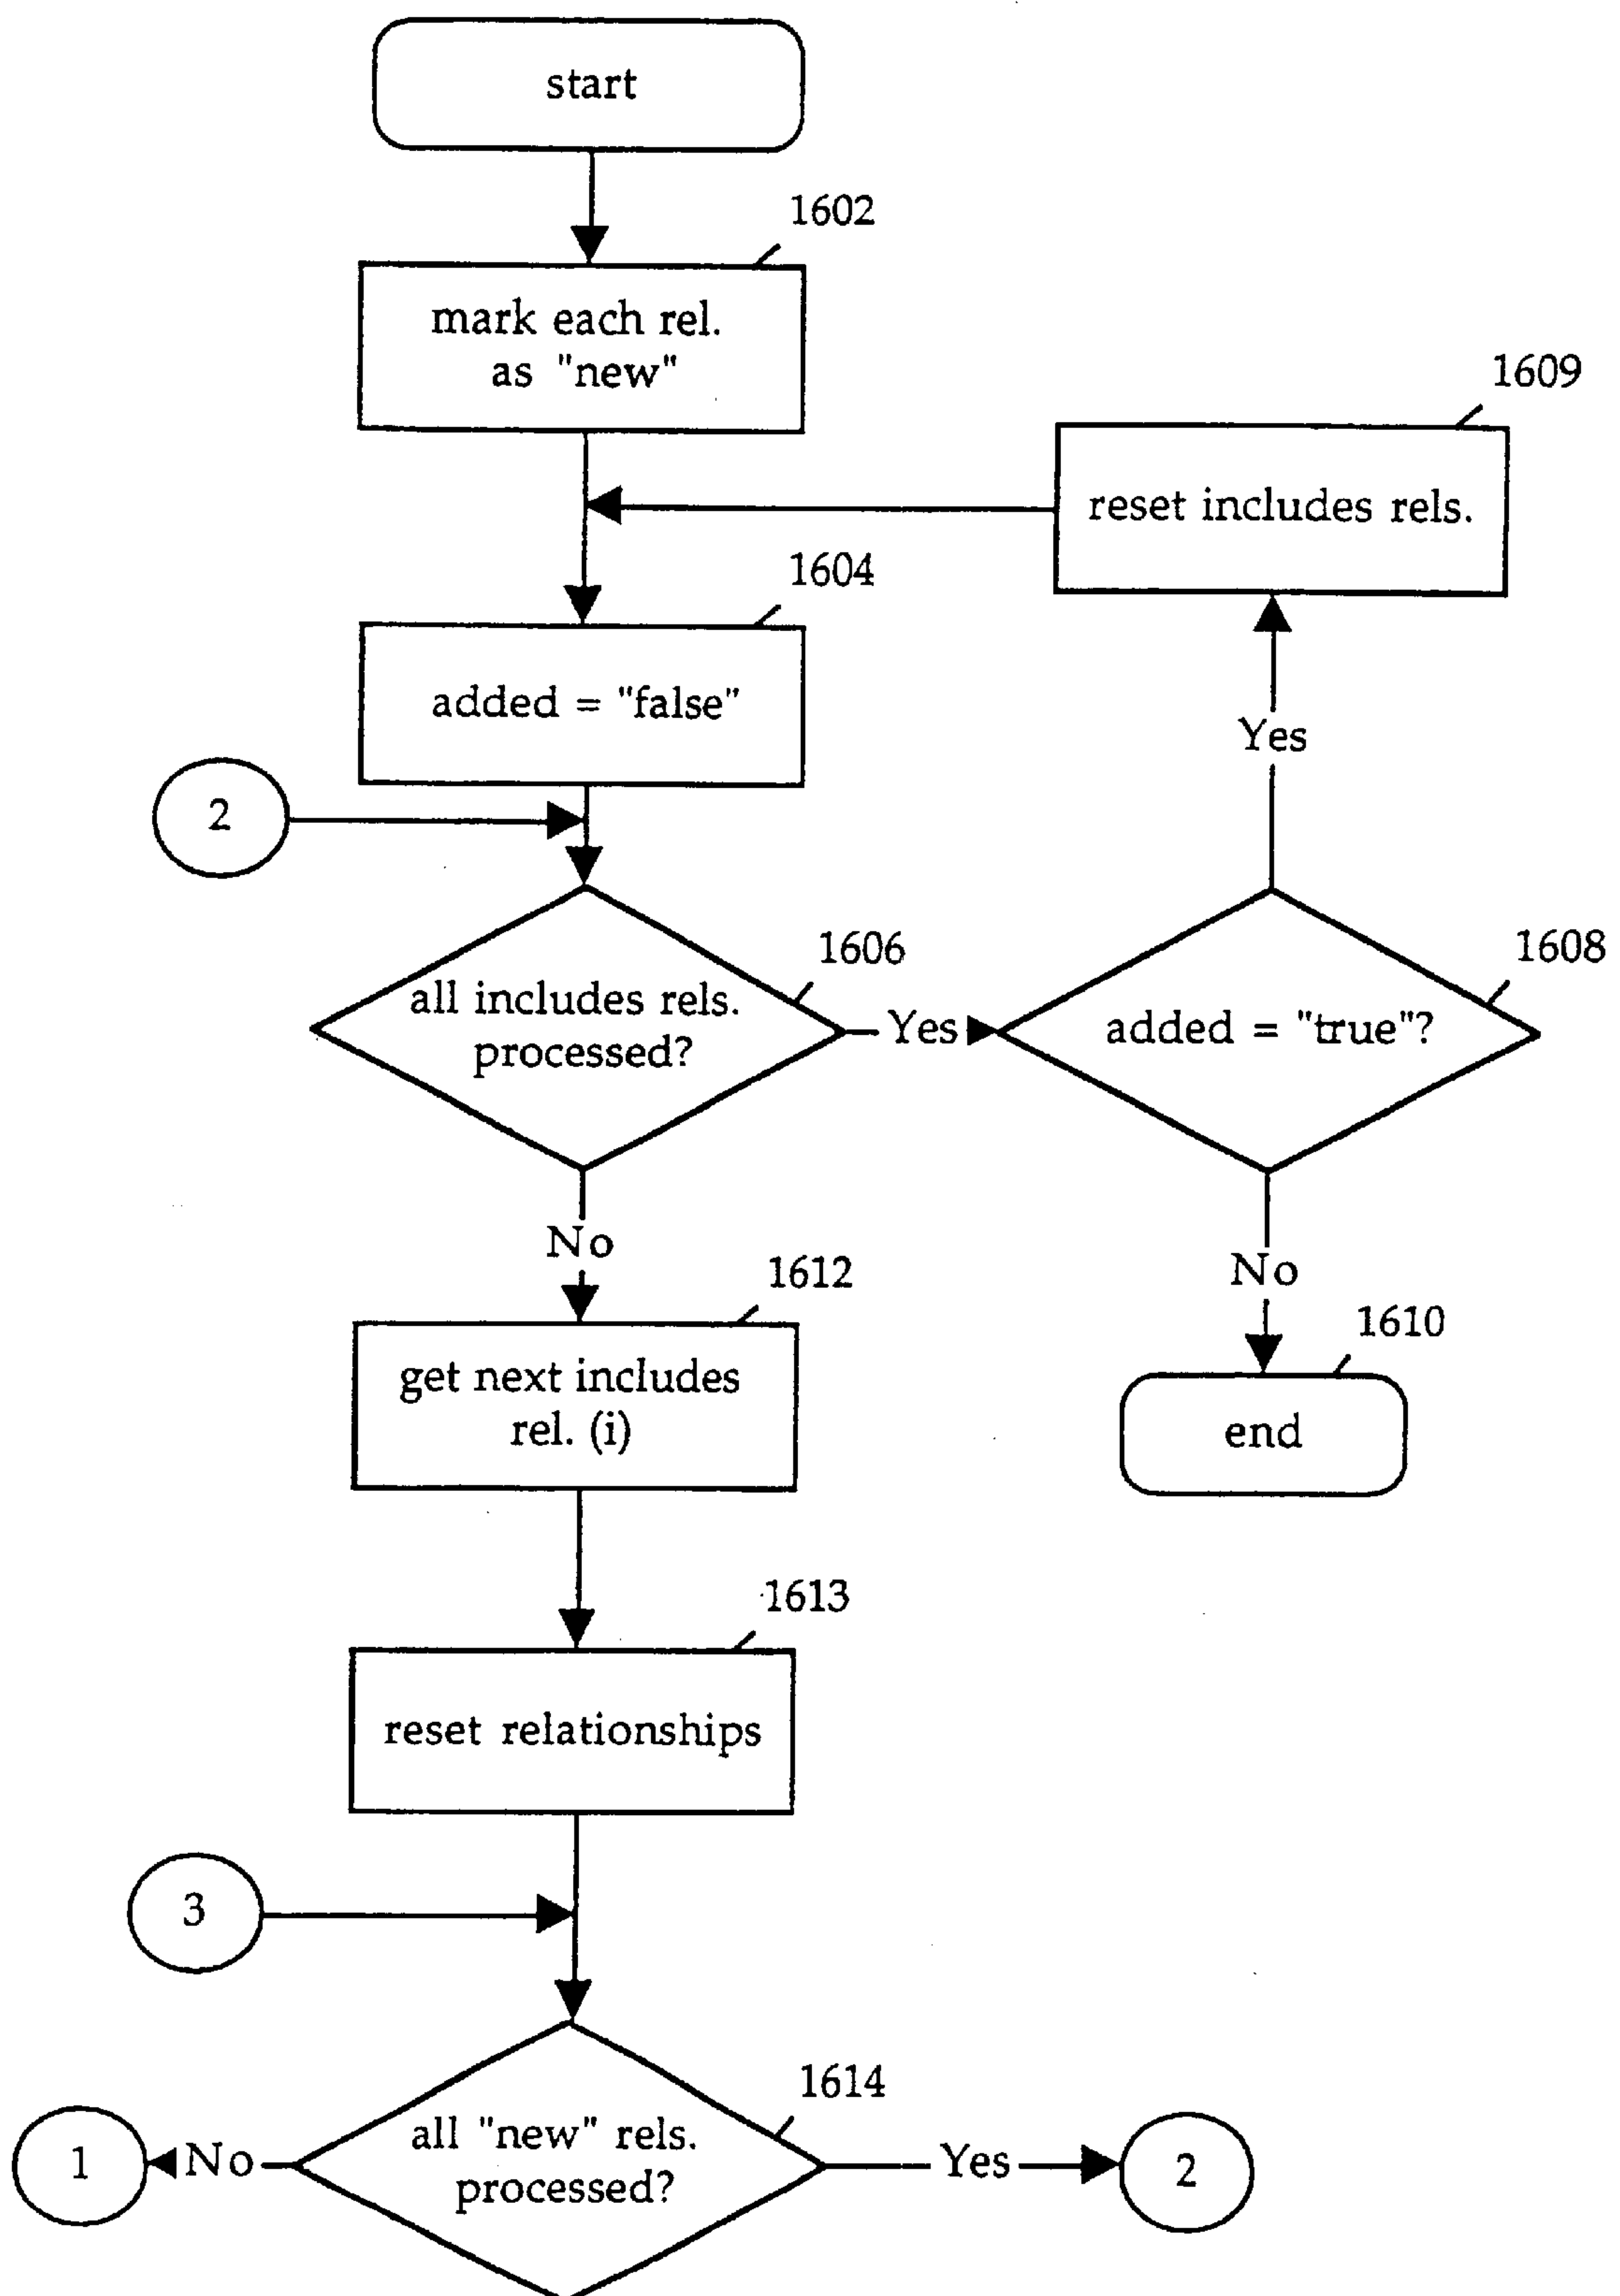 start
1602
mark each rel.
as "new"
1609
reset includes rels.
1604
added = "false"
2
1606
all includes rels.
processed?
Yes
1608
added = "true"?
Yes
No
1610
end
No
1612
get next includes
rel. (i)
1613
reset relationships
3
1614
all "new" rels.
processed?
No
1
Yes
2